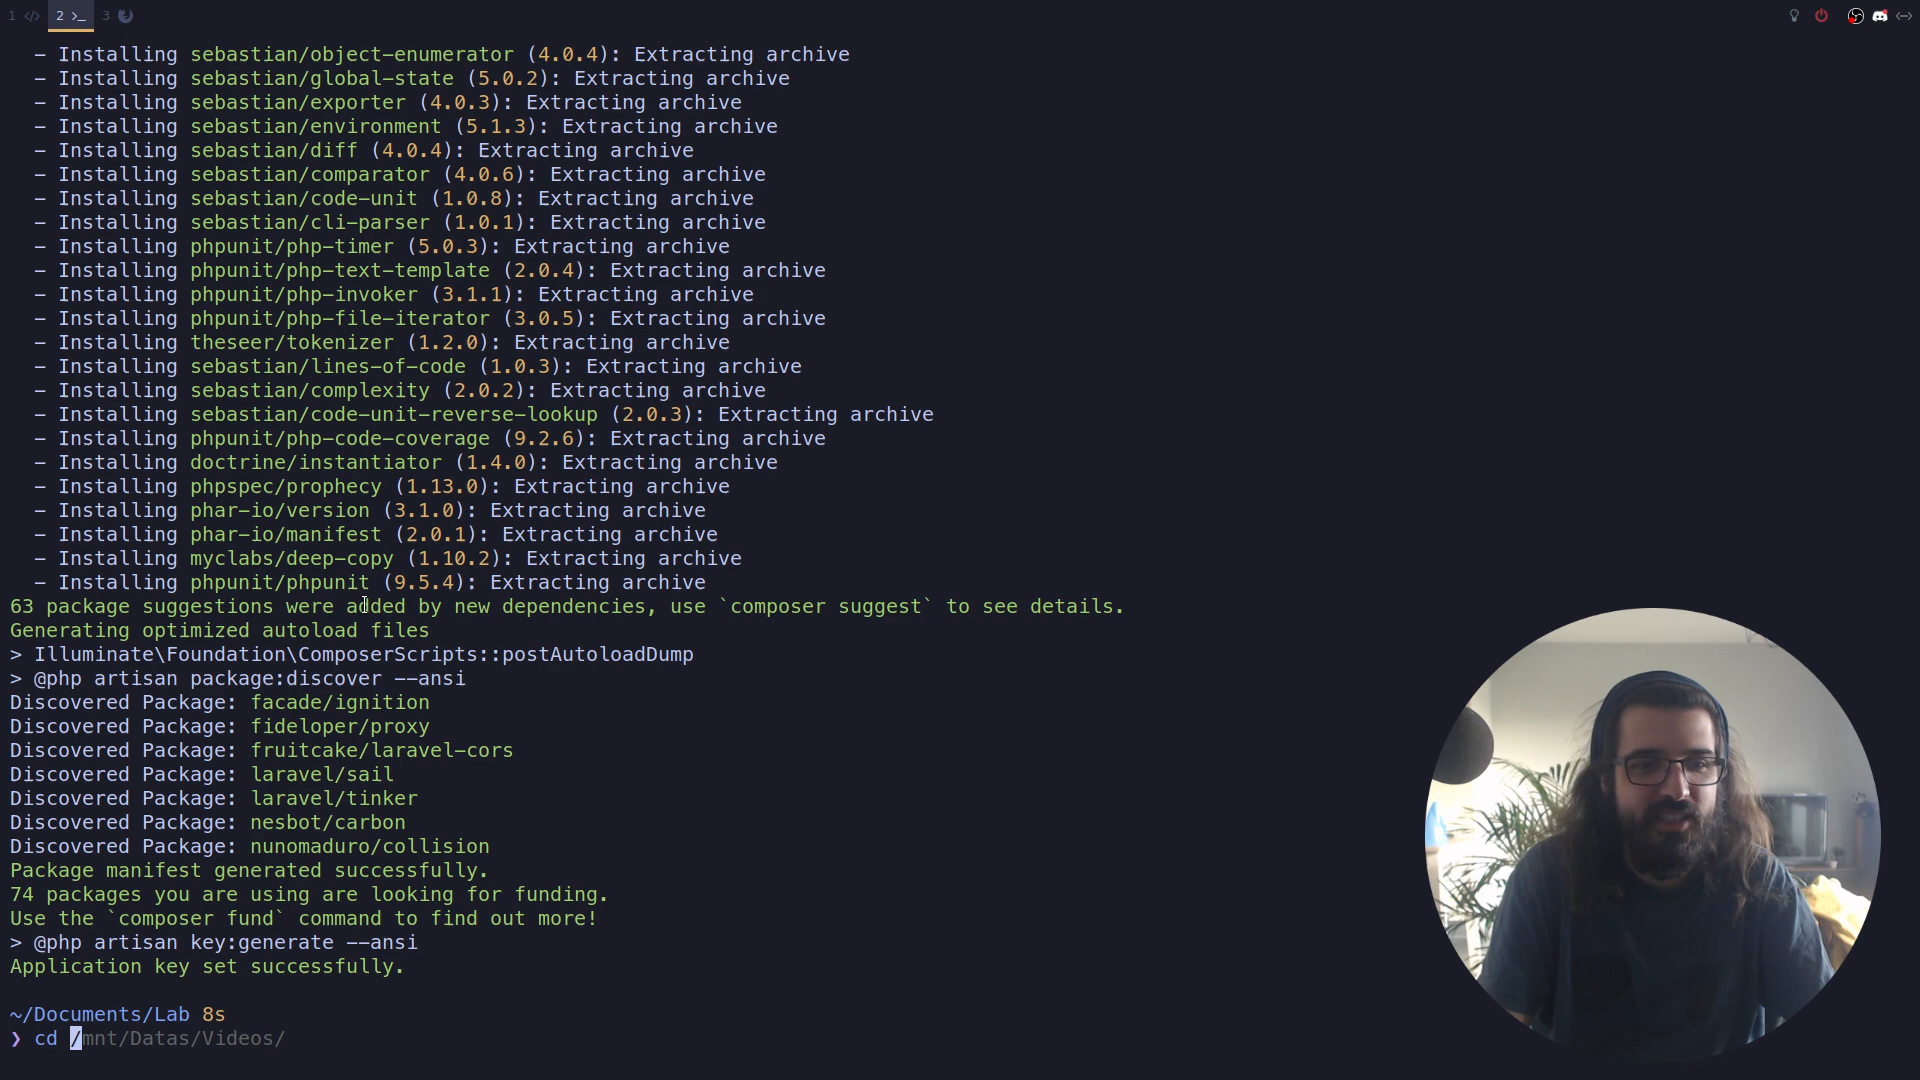 1 </> 2 >_ 3
- Installing sebastian/object-enumerator (4.0.4): Extracting archive
- Installing sebastian/global-state (5.0.2): Extracting archive
- Installing sebastian/exporter (4.0.3): Extracting archive
- Installing sebastian/environment (5.1.3): Extracting archive
- Installing sebastian/diff (4.0.4): Extracting archive
- Installing sebastian/comparator (4.0.6): Extracting archive
- Installing sebastian/code-unit (1.0.8): Extracting archive
- Installing sebastian/cli-parser (1.0.1): Extracting archive
- Installing phpunit/php-timer (5.0.3): Extracting archive
- Installing phpunit/php-text-template (2.0.4): Extracting archive
- Installing phpunit/php-invoker (3.1.1): Extracting archive
- Installing phpunit/php-file-iterator (3.0.5): Extracting archive
- Installing theseer/tokenizer (1.2.0): Extracting archive
- Installing sebastian/lines-of-code (1.0.3): Extracting archive
- Installing sebastian/complexity (2.0.2): Extracting archive
- Installing sebastian/code-unit-reverse-lookup (2.0.3): Extracting archive
- Installing phpunit/php-code-coverage (9.2.6): Extracting archive
- Installing doctrine/instantiator (1.4.0): Extracting archive
- Installing phpspec/prophecy (1.13.0): Extracting archive
- Installing phar-io/version (3.1.0): Extracting archive
- Installing phar-io/manifest (2.0.1): Extracting archive
- Installing myclabs/deep-copy (1.10.2): Extracting archive
- Installing phpunit/phpunit (9.5.4): Extracting archive
63 package suggestions were added by new dependencies, use `composer suggest` to see details.
Generating optimized autoload files
> Illuminate\Foundation\ComposerScripts::postAutoloadDump
> @php artisan package:discover --ansi
Discovered Package: facade/ignition
Discovered Package: fideloper/proxy
Discovered Package: fruitcake/laravel-cors
Discovered Package: laravel/sail
Discovered Package: laravel/tinker
Discovered Package: nesbot/carbon
Discovered Package: nunomaduro/collision
Package manifest generated successfully.
74 packages you are using are looking for funding.
Use the `composer fund` command to find out more!
> @php artisan key:generate --ansi
Application key set successfully.
~/Documents/Lab 8s
❯ cd /mnt/Datas/Videos/